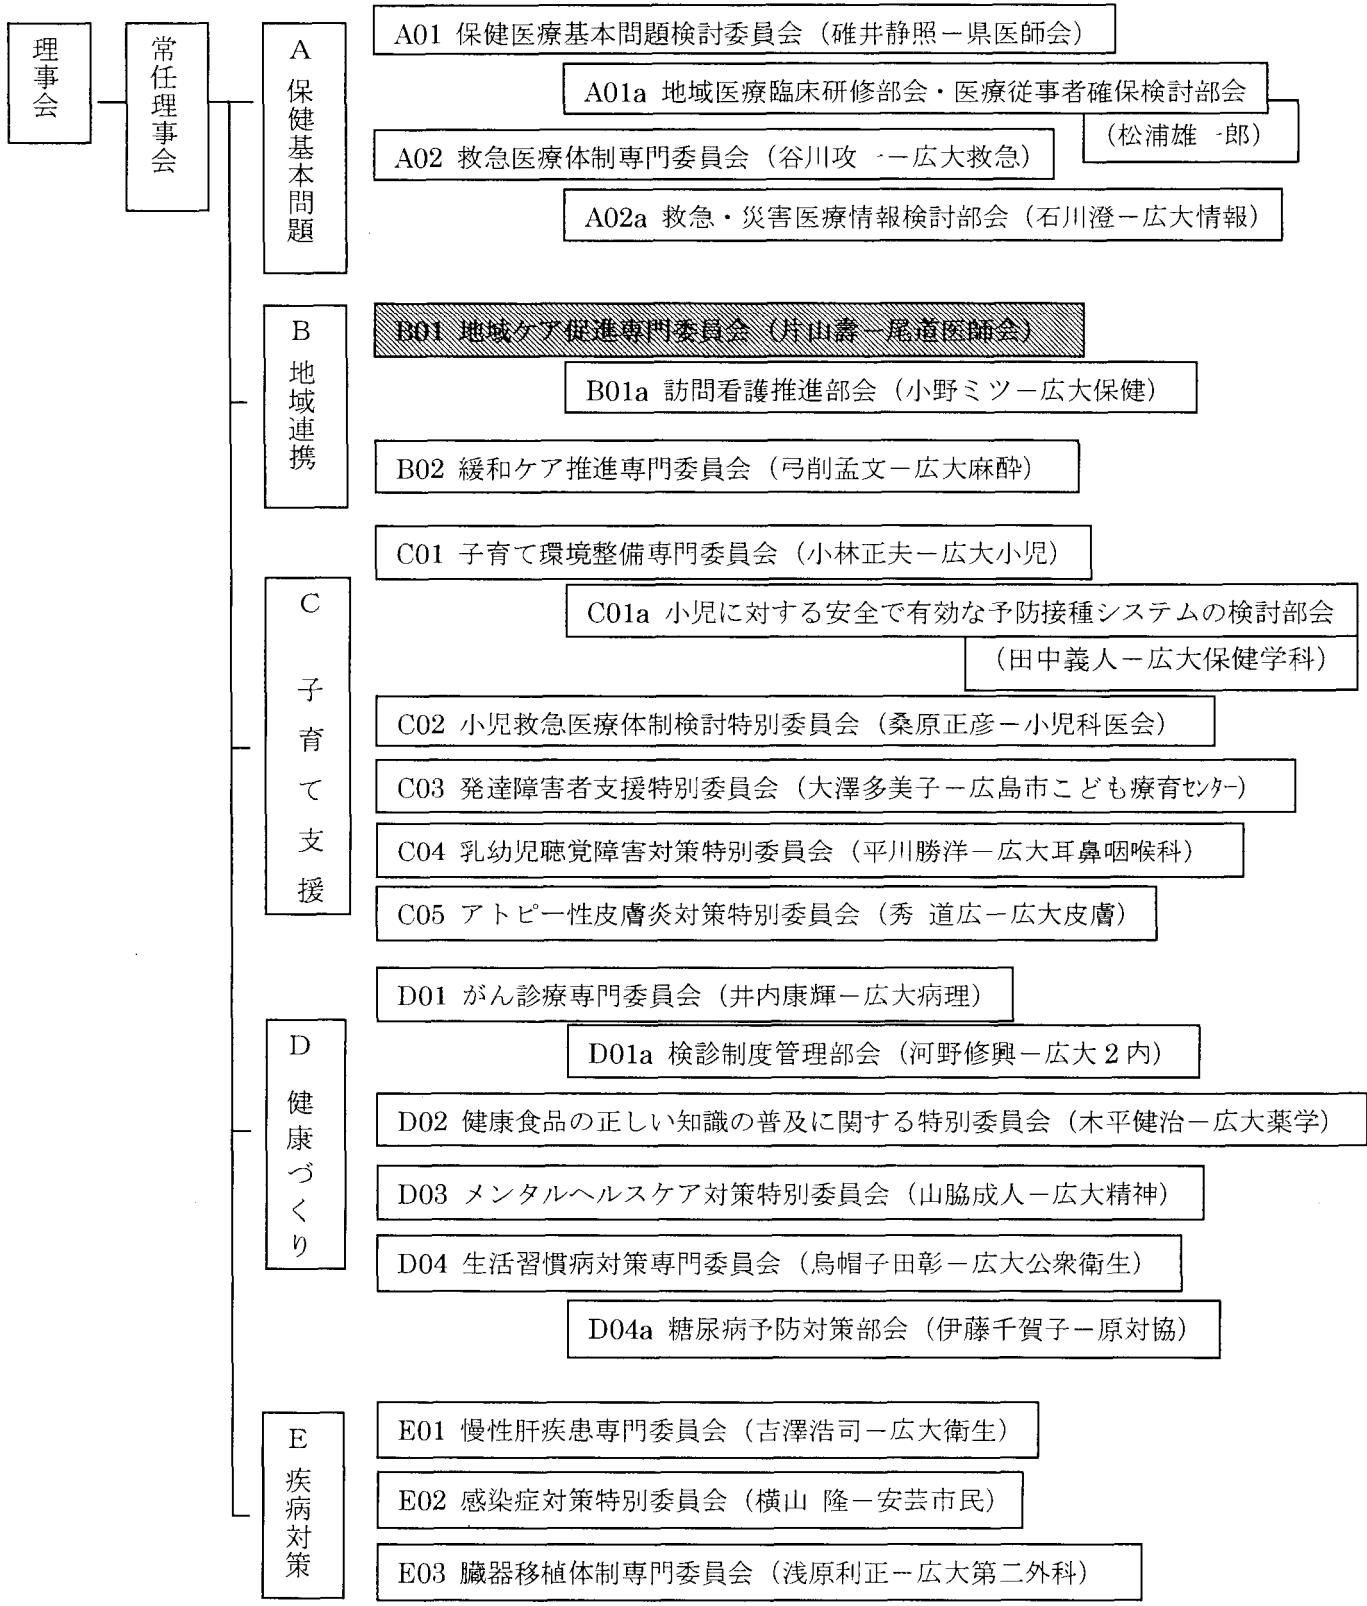 理事会
常任理事会
A 保健基本問題
A01 保健医療基本問題検討委員会（碓井静照－県医師会）
A01a 地域医療臨床研修部会・医療従事者確保検討部会
（松浦雄一郎）
A02 救急医療体制専門委員会（谷川攻一－広大救急）
A02a 救急・災害医療情報検討部会（石川澄－広大情報）
B 地域連携
B01 地域ケア促進専門委員会（片山壽－尾道医師会）
B01a 訪問看護推進部会（小野ミツ－広大保健）
B02 緩和ケア推進専門委員会（弓削孟文－広大麻酔）
C 子育て支援
C01 子育て環境整備専門委員会（小林正夫－広大小児）
C01a 小児に対する安全で有効な予防接種システムの検討部会
（田中義人－広大保健学科）
C02 小児救急医療体制検討特別委員会（桑原正彦－小児科医会）
C03 発達障害者支援特別委員会（大澤多美子－広島市こども療育ｾﾝﾀｰ）
C04 乳幼児聴覚障害対策特別委員会（平川勝洋－広大耳鼻咽喉科）
C05 アトピー性皮膚炎対策特別委員会（秀 道広－広大皮膚）
D 健康づくり
D01 がん診療専門委員会（井内康輝－広大病理）
D01a 検診制度管理部会（河野修興－広大２内）
D02 健康食品の正しい知識の普及に関する特別委員会（木平健治－広大薬学）
D03 メンタルヘルスケア対策特別委員会（山脇成人－広大精神）
D04 生活習慣病対策専門委員会（烏帽子田彰－広大公衆衛生）
D04a 糖尿病予防対策部会（伊藤千賀子－原対協）
E 疾病対策
E01 慢性肝疾患専門委員会（吉澤浩司－広大衛生）
E02 感染症対策特別委員会（横山 隆－安芸市民）
E03 臓器移植体制専門委員会（浅原利正－広大第二外科）